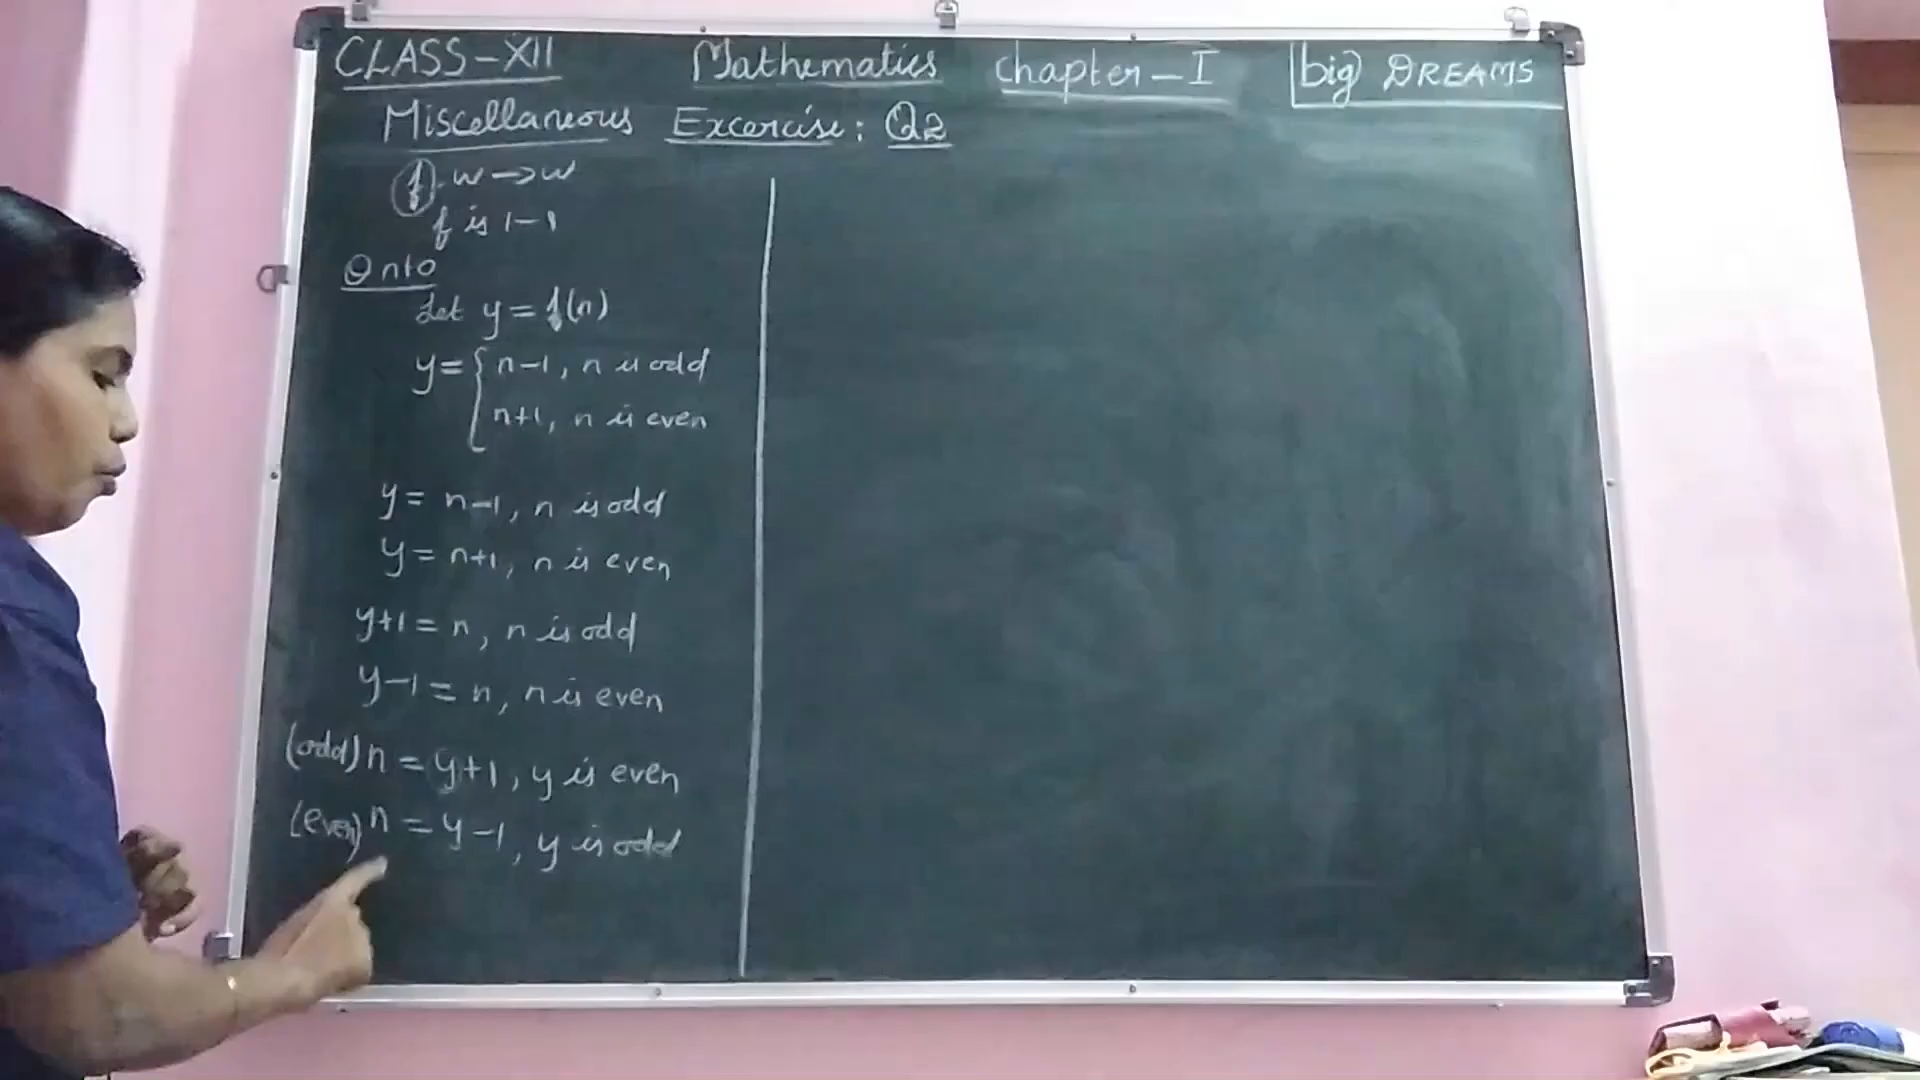 CLASS-XII Mathematics chapter-I big DREAMS
Miscellaneous Excercise: Q2
f: W→W
f is 1-1
Onto
Let y = f(n)
y = { n-1, n is odd
n+1, n is even
y = n-1, n is odd
y = n+1, n is even
y+1 = n, n is odd
y-1 = n, n is even
(odd) n = y+1, y is even
(even) n = y-1, y is odd